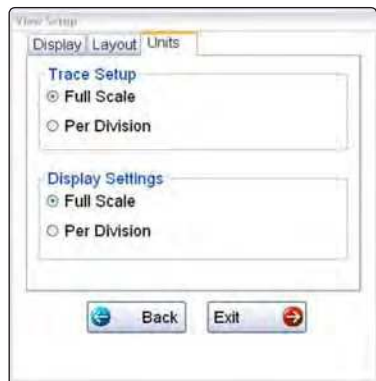 View Setup
Display Layout Units
Trace Setup
Full Scale
Per Division
Display Settings
Full Scale
Per Division
Back Exit